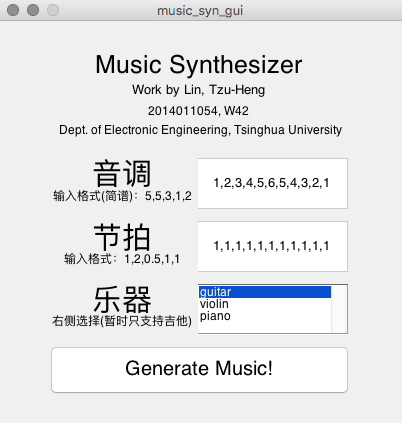 music_syn_gui
Music Synthesizer
Work by Lin, Tzu-Heng
2014011054, W42
Dept. of Electronic Engineering, Tsinghua University
音调
输入格式(简谱)：5,5,3,1,2
1,2,3,4,5,6,5,4,3,2,1
节拍
输入格式：1,2,0.5,1,1
1,1,1,1,1,1,1,1,1,1,1
乐器
右侧选择(暂时只支持吉他)
guitar
violin
piano
Generate Music!